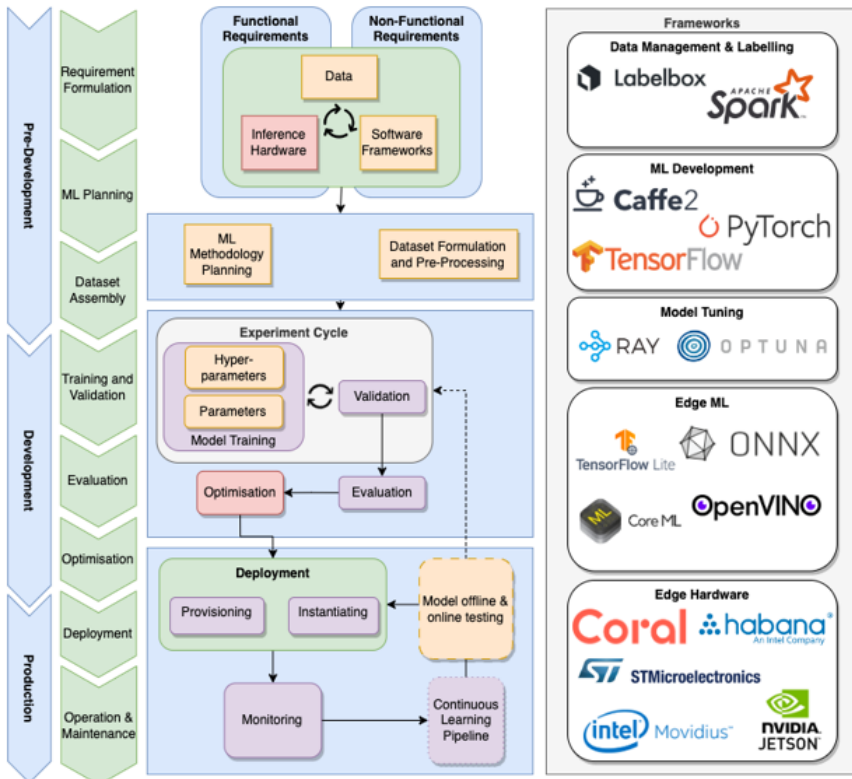 Pre-Development
Development
Production
Requirement
Formulation
ML Planning
Dataset
Assembly
Training and
Validation
Evaluation
Optimisation
Deployment
Operation &
Maintenance
Functional
Requirements
Non-Functional
Requirements
Data
Inference
Hardware
Software
Frameworks
ML
Methodology
Planning
Dataset Formulation
and Pre-Processing
Experiment Cycle
Hyper-
parameters
Parameters
Model Training
Validation
Optimisation
Evaluation
Deployment
Provisioning
Instantiating
Model offline &
online testing
Monitoring
Continuous
Learning
Pipeline
Frameworks
Data Management & Labelling
Labelbox
APACHE
Spark
ML Development
Caffe2
PyTorch
TensorFlow
Model Tuning
RAY
OPTUNA
Edge ML
TensorFlow Lite
ONNX
ML
Core ML
OpenVINO
Edge Hardware
Coral
habana
An Intel Company
ST
STMicroelectronics
intel
Movidius
NVIDIA.
JETSON